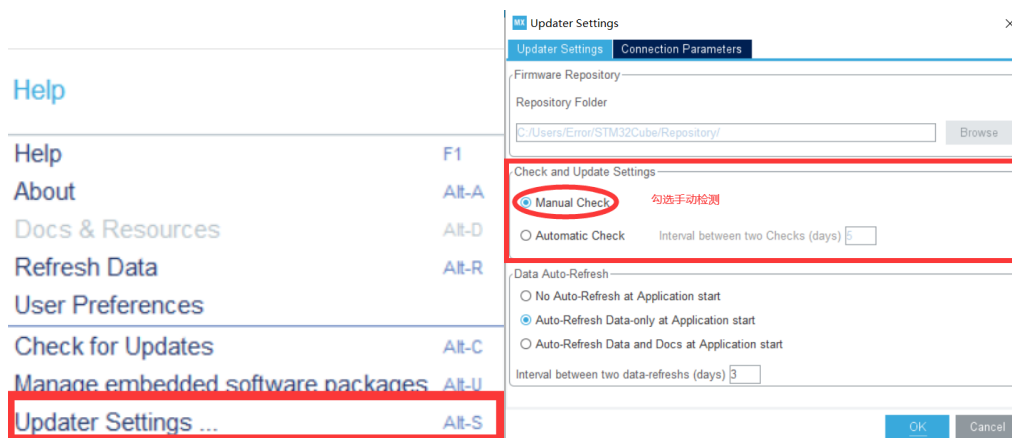 Help
Help F1
About Alt-A
Docs & Resources Alt-D
Refresh Data Alt-R
User Preferences
Check for Updates Alt-C
Manage embedded software packages Alt-U
Updater Settings ... Alt-S
MX Updater Settings
Updater Settings Connection Parameters
Firmware Repository
Repository Folder
C:/Users/Error/STM32Cube/Repository/ Browse
Check and Update Settings
Manual Check 勾选手动检测
Automatic Check Interval between two Checks (days) 5
Data Auto-Refresh
No Auto-Refresh at Application start
Auto-Refresh Data-only at Application start
Auto-Refresh Data and Docs at Application start
Interval between two data-refreshs (days) 3
OK Cancel